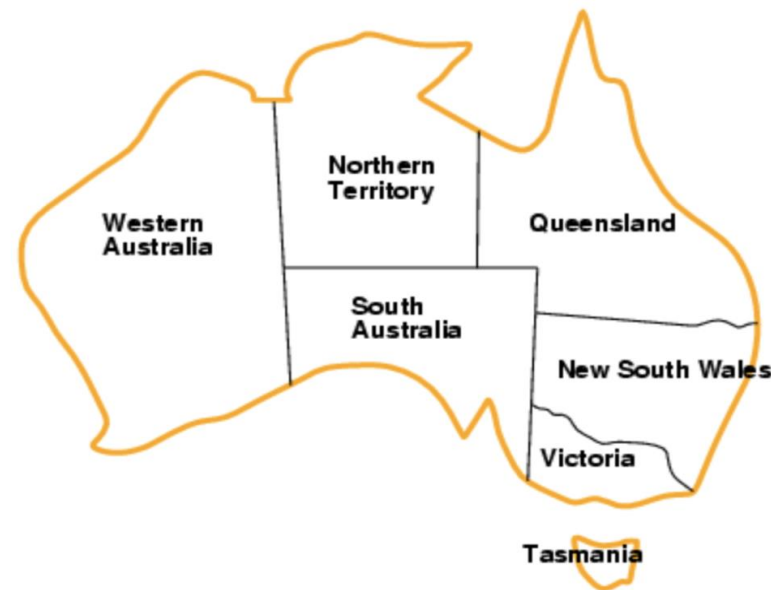 Northern
Territory
Western
Australia
Queensland
South
Australia
New South Wales
Victoria
Tasmania